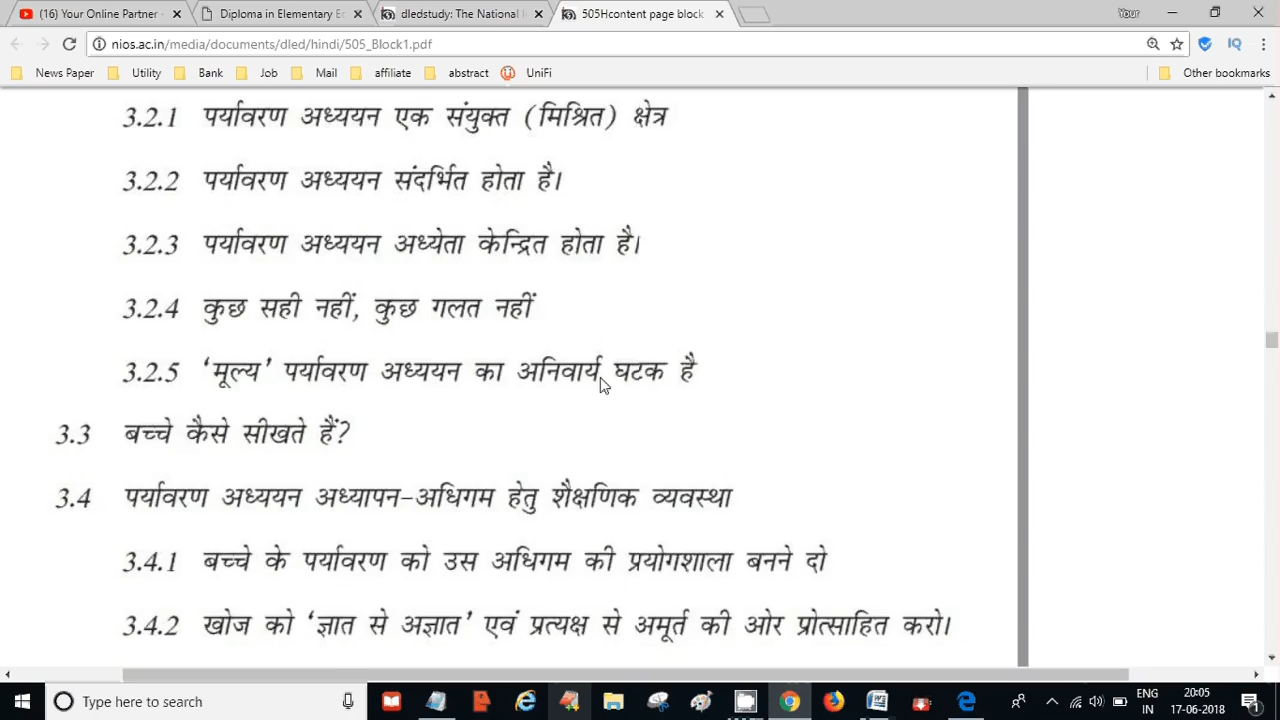 (16) Your Online Partner -
Diploma in Elementary Ec
dledstudy: The National I
505Hcontent page block
Your
nios.ac.in/media/documents/dled/hindi/505_Block1.pdf
IQ
News Paper Utility Bank Job Mail affiliate abstract UniFi Other bookmarks
3.2.1 पर्यावरण अध्ययन एक संयुक्त (मिश्रित) क्षेत्र
3.2.2 पर्यावरण अध्ययन संदर्भित होता है।
3.2.3 पर्यावरण अध्ययन अध्येता केन्द्रित होता है।
3.2.4 कुछ सही नहीं, कुछ गलत नहीं
3.2.5 ‘मूल्य’ पर्यावरण अध्ययन का अनिवार्य घटक है
3.3 बच्चे कैसे सीखते हैं?
3.4 पर्यावरण अध्ययन अध्यापन-अधिगम हेतु शैक्षणिक व्यवस्था
3.4.1 बच्चे के पर्यावरण को उस अधिगम की प्रयोगशाला बनने दो
3.4.2 खोज को ‘ज्ञात से अज्ञात’ एवं प्रत्यक्ष से अमूर्त की ओर प्रोत्साहित करो।
Type here to search
ENG
IN
20:05
17-06-2018
1